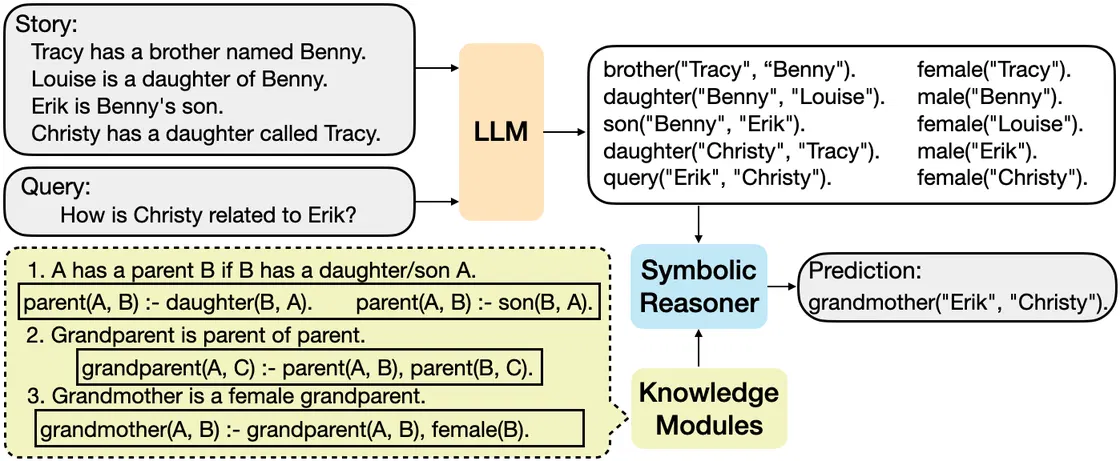 Story:
Tracy has a brother named Benny.
Louise is a daughter of Benny.
Erik is Benny's son.
Christy has a daughter called Tracy.
Query:
How is Christy related to Erik?
LLM
brother("Tracy", “Benny"). female("Tracy").
daughter("Benny", "Louise"). male("Benny").
son("Benny", "Erik"). female("Louise").
daughter("Christy", "Tracy"). male("Erik").
query("Erik", "Christy"). female("Christy").
1. A has a parent B if B has a daughter/son A.
parent(A, B) :- daughter(B, A). parent(A, B) :- son(B, A).
2. Grandparent is parent of parent.
grandparent(A, C) :- parent(A, B), parent(B, C).
3. Grandmother is a female grandparent.
grandmother(A, B) :- grandparent(A, B), female(B).
Symbolic
Reasoner
Knowledge
Modules
Prediction:
grandmother("Erik", "Christy").